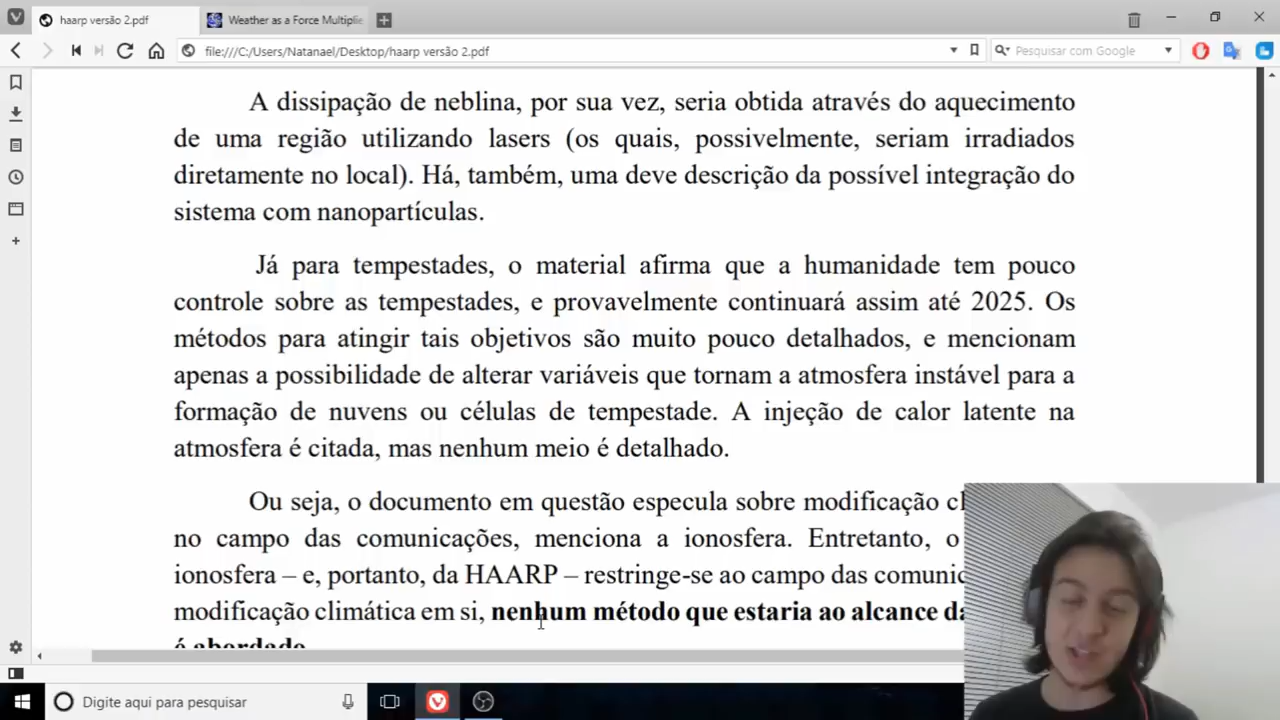 haarp versão 2.pdf
Weather as a Force Multiplie
file:///C:/Users/Natanael/Desktop/haarp versão 2.pdf
Pesquisar com Google
A dissipação de neblina, por sua vez, seria obtida através do aquecimento
de uma região utilizando lasers (os quais, possivelmente, seriam irradiados
diretamente no local). Há, também, uma deve descrição da possível integração do
sistema com nanopartículas.
Já para tempestades, o material afirma que a humanidade tem pouco
controle sobre as tempestades, e provavelmente continuará assim até 2025. Os
métodos para atingir tais objetivos são muito pouco detalhados, e mencionam
apenas a possibilidade de alterar variáveis que tornam a atmosfera instável para a
formação de nuvens ou células de tempestade. A injeção de calor latente na
atmosfera é citada, mas nenhum meio é detalhado.
Ou seja, o documento em questão especula sobre modificação cl
no campo das comunicações, menciona a ionosfera. Entretanto, o
ionosfera – e, portanto, da HAARP – restringe-se ao campo das comunic
modificação climática em si, nenhum método que estaria ao alcance da
é abordado
Digite aqui para pesquisar